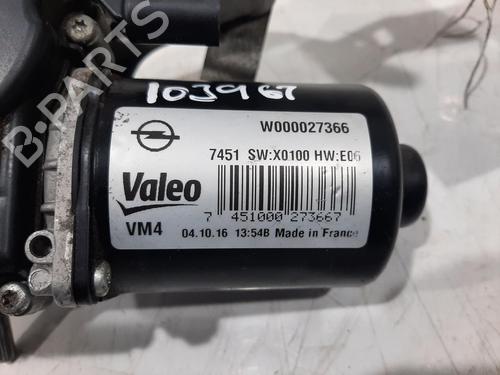 B-PARTS
10J967
W000027366
7451 SW:X0100 HW:E06
Valeo
7 451000 273667
VM4 04.10.16 13:54B Made in France